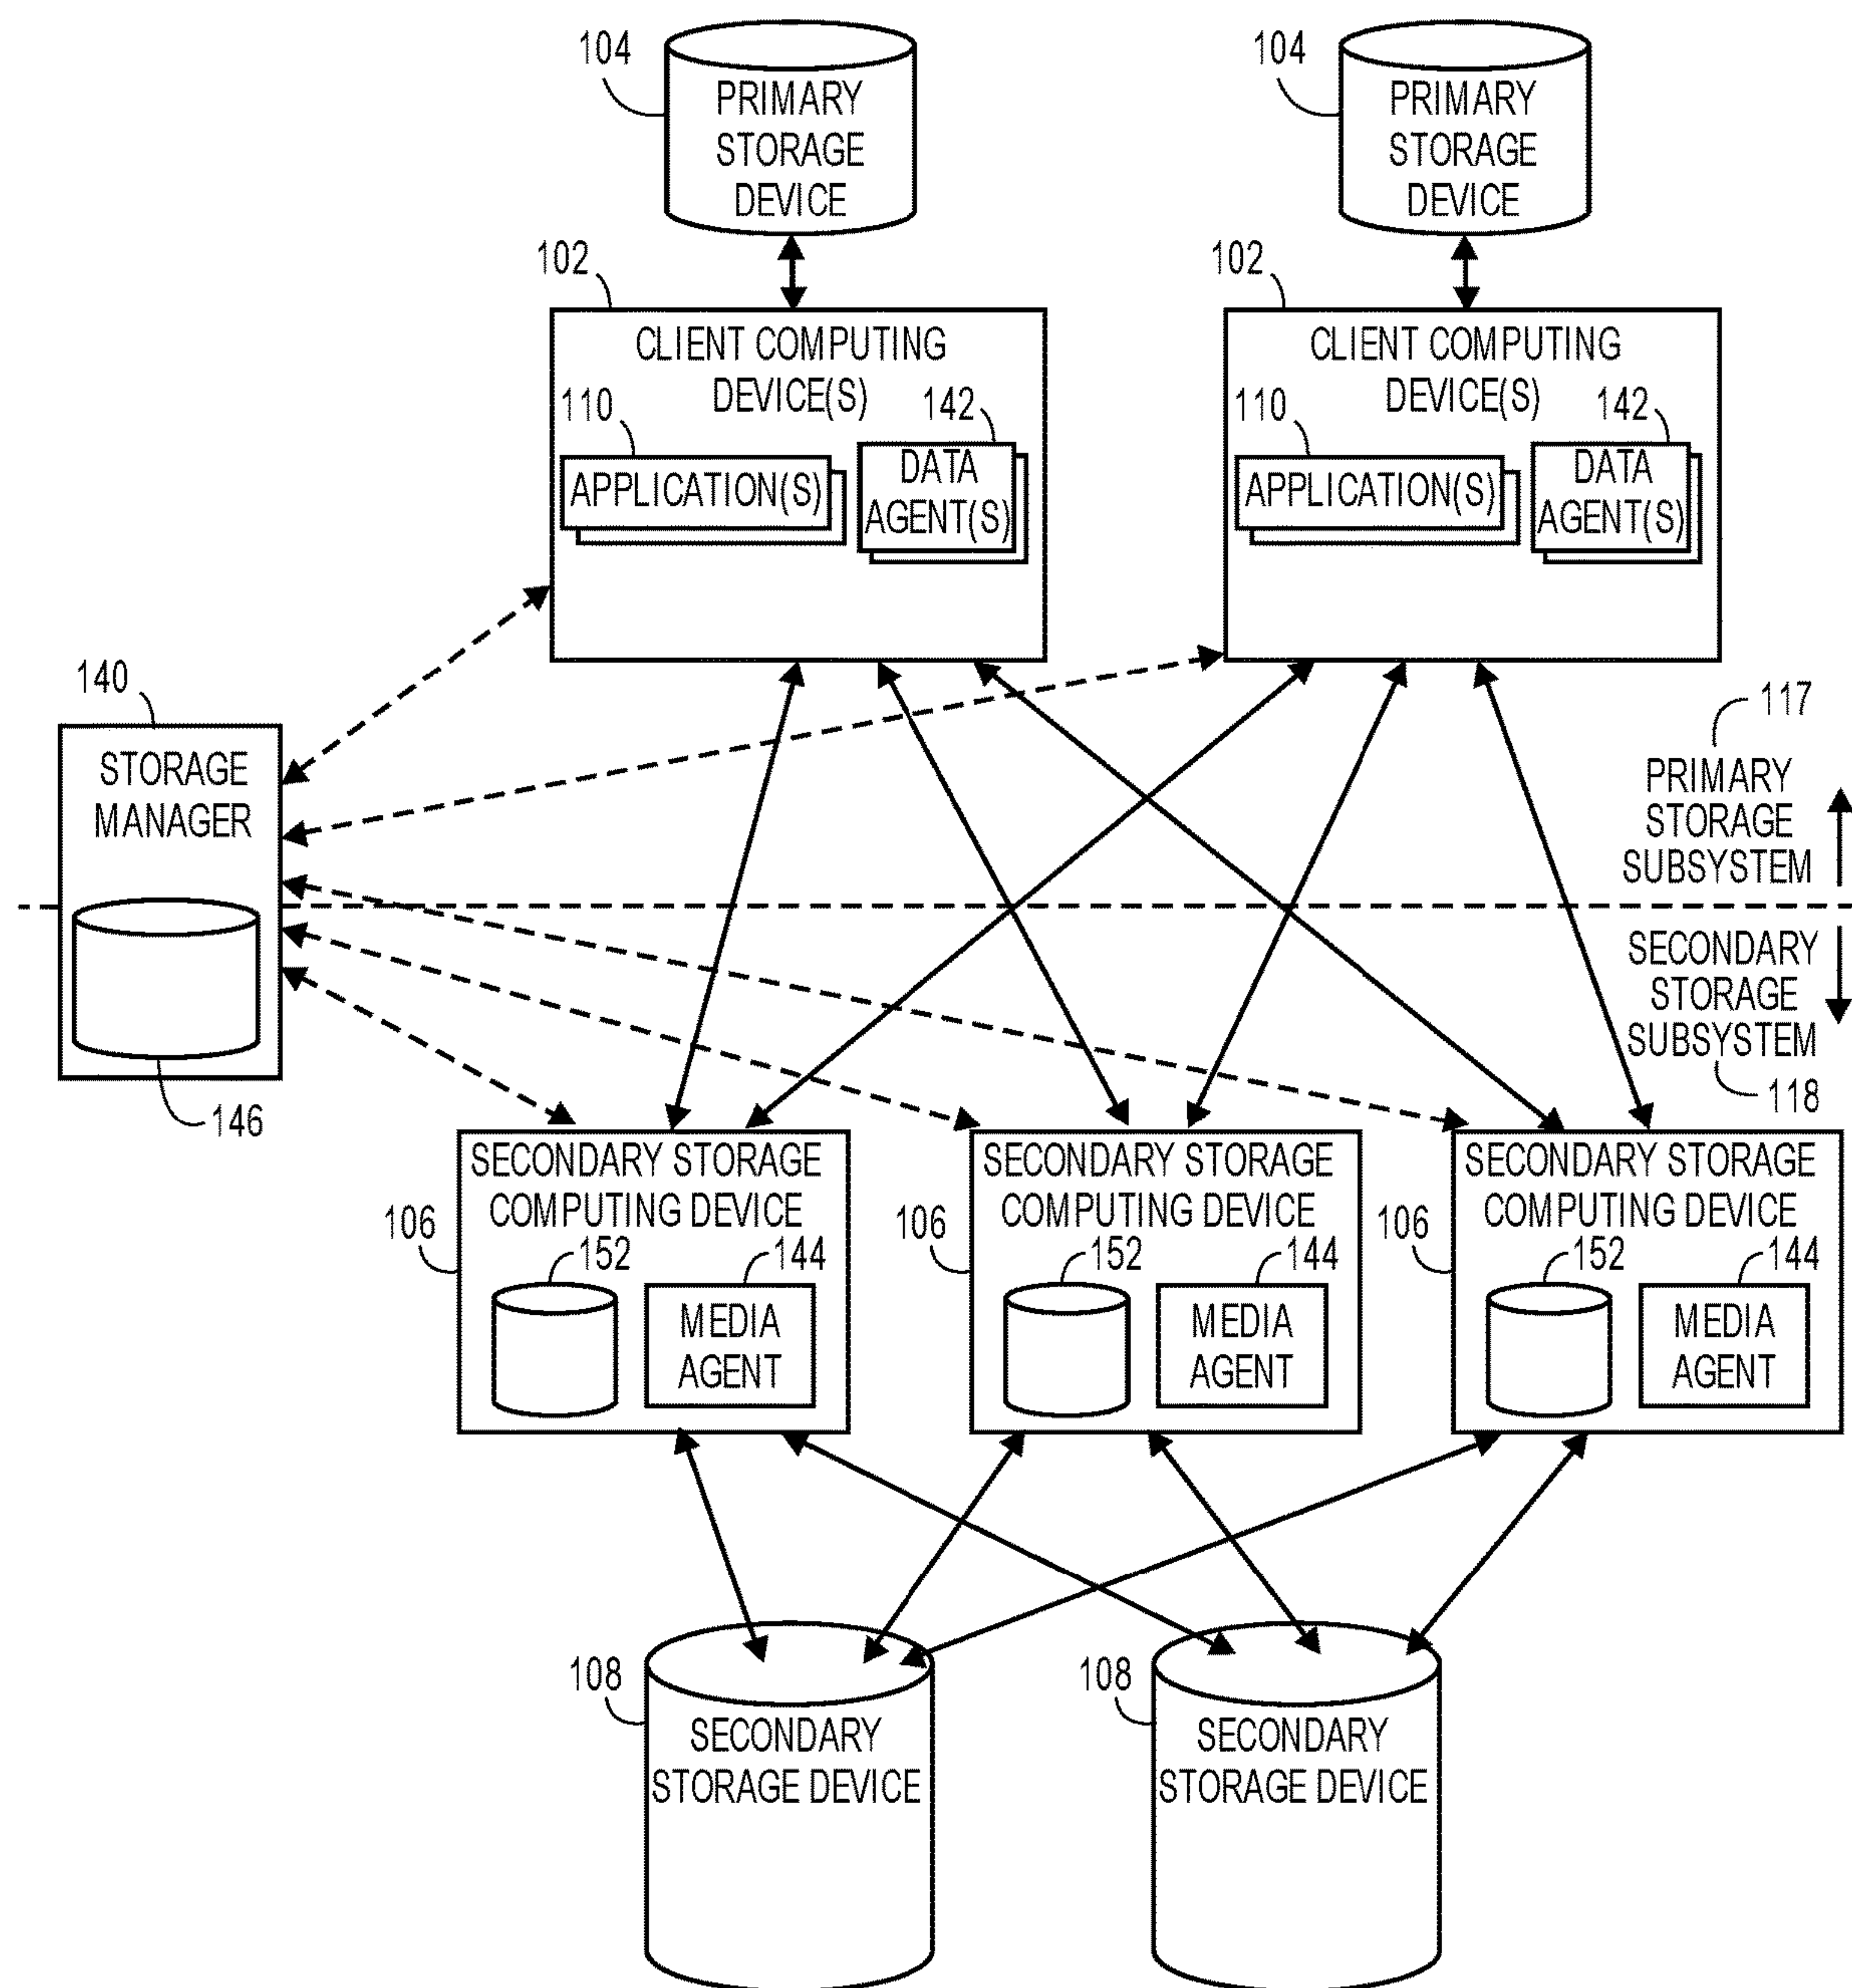 104
PRIMARY
STORAGE
DEVICE
104
PRIMARY
STORAGE
DEVICE
102
CLIENT COMPUTING
DEVICE(S)
110
142
APPLICATION(S)
DATA
AGENT(S)
102
CLIENT COMPUTING
DEVICE(S)
110
142
APPLICATION(S)
DATA
AGENT(S)
140
STORAGE
MANAGER
146
117
PRIMARY
STORAGE
SUBSYSTEM
SECONDARY
STORAGE
SUBSYSTEM
118
SECONDARY STORAGE
COMPUTING DEVICE
106
152
144
MEDIA
AGENT
SECONDARY STORAGE
COMPUTING DEVICE
106
152
144
MEDIA
AGENT
SECONDARY STORAGE
COMPUTING DEVICE
106
152
144
MEDIA
AGENT
108
SECONDARY
STORAGE DEVICE
108
SECONDARY
STORAGE DEVICE